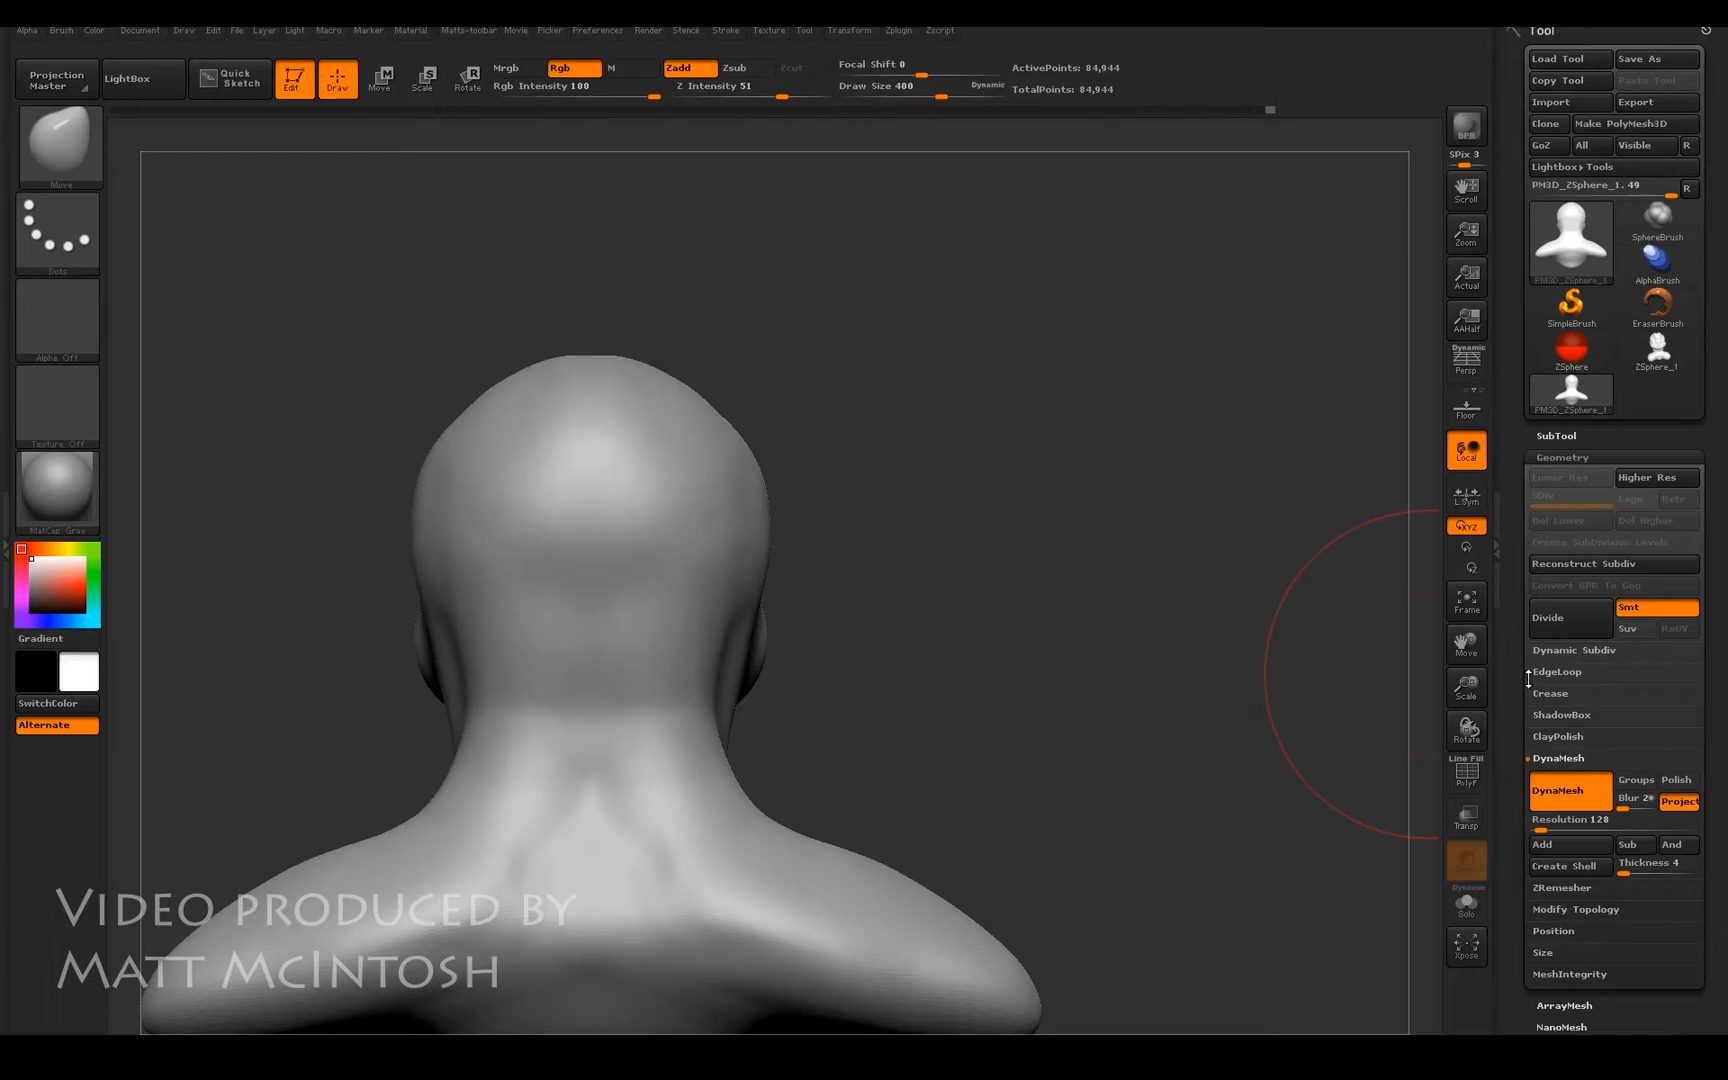 Alpha Brush Color Document Draw Edit File Layer Light Macro Marker Material Matts-toolbar Movie Picker Preferences Render Stencil Stroke Texture Tool Transform Zplugin Zscript
Tool
Projection Master
LightBox
Quick Sketch
Edit
Draw
Move
Scale
Rotate
Mrgb Rgb M Zadd Zsub Zcut
Rgb Intensity 100 Z Intensity 51
Focal Shift 0
Draw Size 400 Dynamic
ActivePoints: 84,944
TotalPoints: 84,944
Move
Dots
Alpha Off
Texture Off
MatCap Gray
Gradient
SwitchColor
Alternate
BPR
SPix 3
Scroll
Zoom
Actual
AAHalf
Dynamic
Persp
Floor
Local
L.Sym
XYZ
Frame
Move
Scale
Rotate
Line Fill
PolyF
Transp
Dynamic
Solo
Xpose
Load Tool Save As
Copy Tool Paste Tool
Import Export
Clone Make PolyMesh3D
GoZ All Visible R
Lightbox▸Tools
PM3D_ZSphere_1. 49 R
PM3D_ZSphere_1
SphereBrush
AlphaBrush
SimpleBrush EraserBrush
ZSphere ZSphere_1
PM3D_ZSphere_1
SubTool
Geometry
Lower Res Higher Res
SDiv Cage Rstr
Del Lower Del Higher
Freeze SubDivision Levels
Reconstruct Subdiv
Convert BPR To Geo
Divide Smt
Suv ReUV
Dynamic Subdiv
EdgeLoop
Crease
ShadowBox
ClayPolish
DynaMesh
DynaMesh Groups Polish
Blur 2 Project
Resolution 128
Add Sub And
Create Shell Thickness 4
ZRemesher
Modify Topology
Position
Size
MeshIntegrity
ArrayMesh
NanoMesh
Video produced by
Matt McIntosh